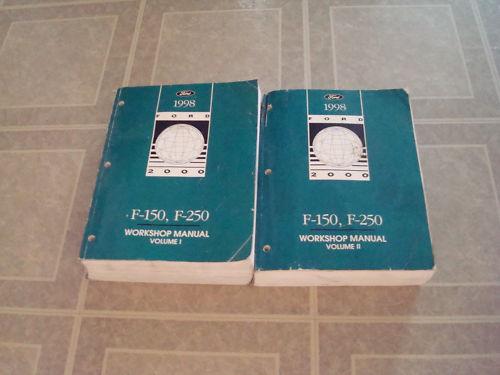 Ford
1998
FORD
2000
F-150, F-250
WORKSHOP MANUAL
VOLUME I
Ford
1998
FORD
2000
F-150, F-250
WORKSHOP MANUAL
VOLUME II